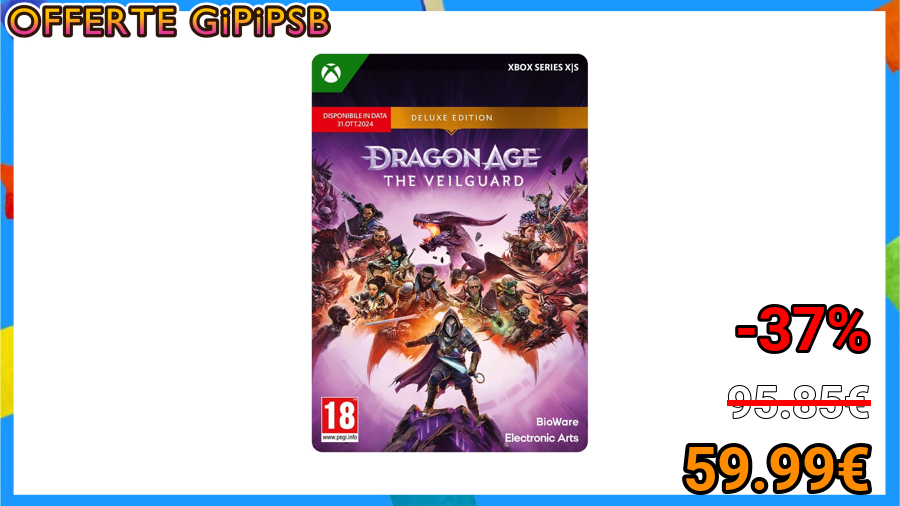 OFFERTE GiPiPSB
XBOX SERIES X|S
DISPONIBILE IN DATA
31.OTT.2024
DELUXE EDITION
DRAGON AGE
THE VEILGUARD
18
www.pegi.info
BioWare
Electronic Arts
-37%
95.85€
59.99€